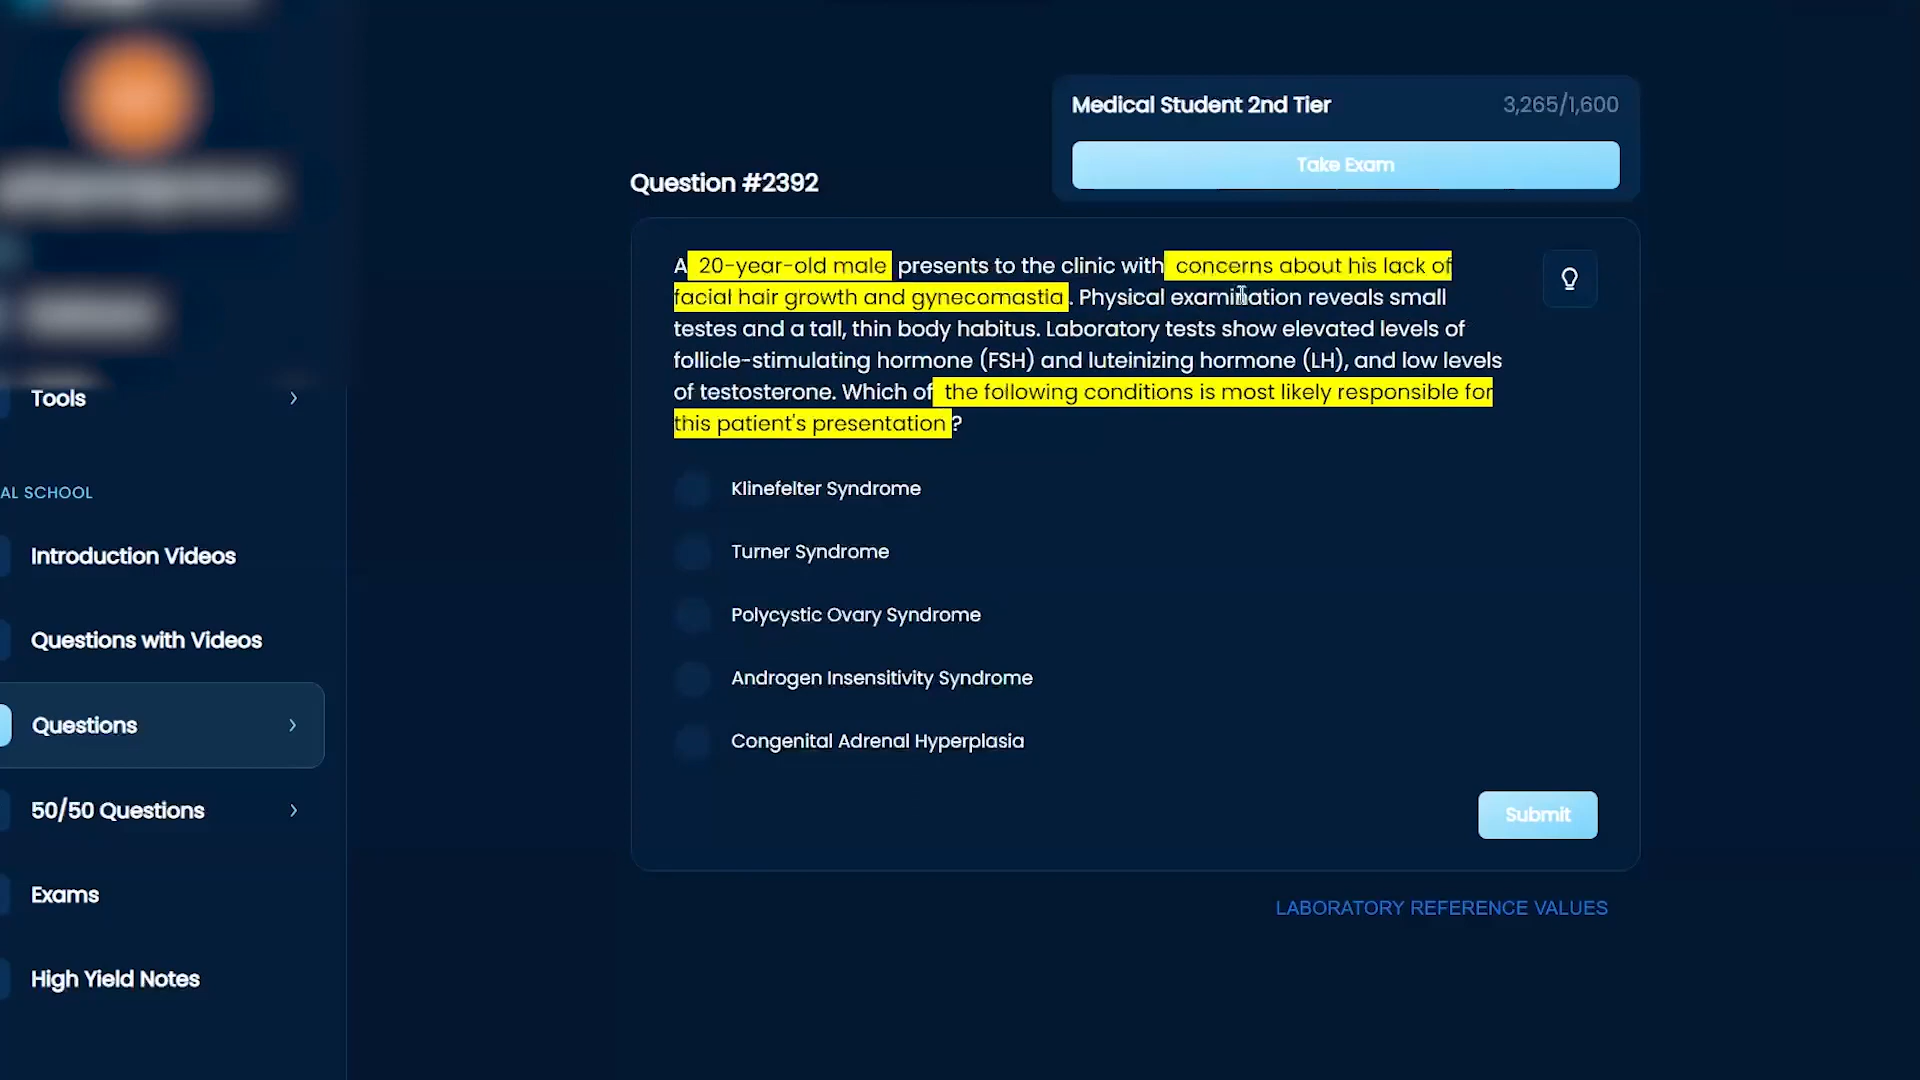 Medical Student 2nd Tier 3,265/1,600
Take Exam
Question #2392
A 20-year-old male presents to the clinic with concerns about his lack of
facial hair growth and gynecomastia. Physical examination reveals small
testes and a tall, thin body habitus. Laboratory tests show elevated levels of
follicle-stimulating hormone (FSH) and luteinizing hormone (LH), and low levels
of testosterone. Which of the following conditions is most likely responsible for
this patient's presentation?
Klinefelter Syndrome
Turner Syndrome
Polycystic Ovary Syndrome
Androgen Insensitivity Syndrome
Congenital Adrenal Hyperplasia
Submit
LABORATORY REFERENCE VALUES
Tools
AL SCHOOL
Introduction Videos
Questions with Videos
Questions
50/50 Questions
Exams
High Yield Notes